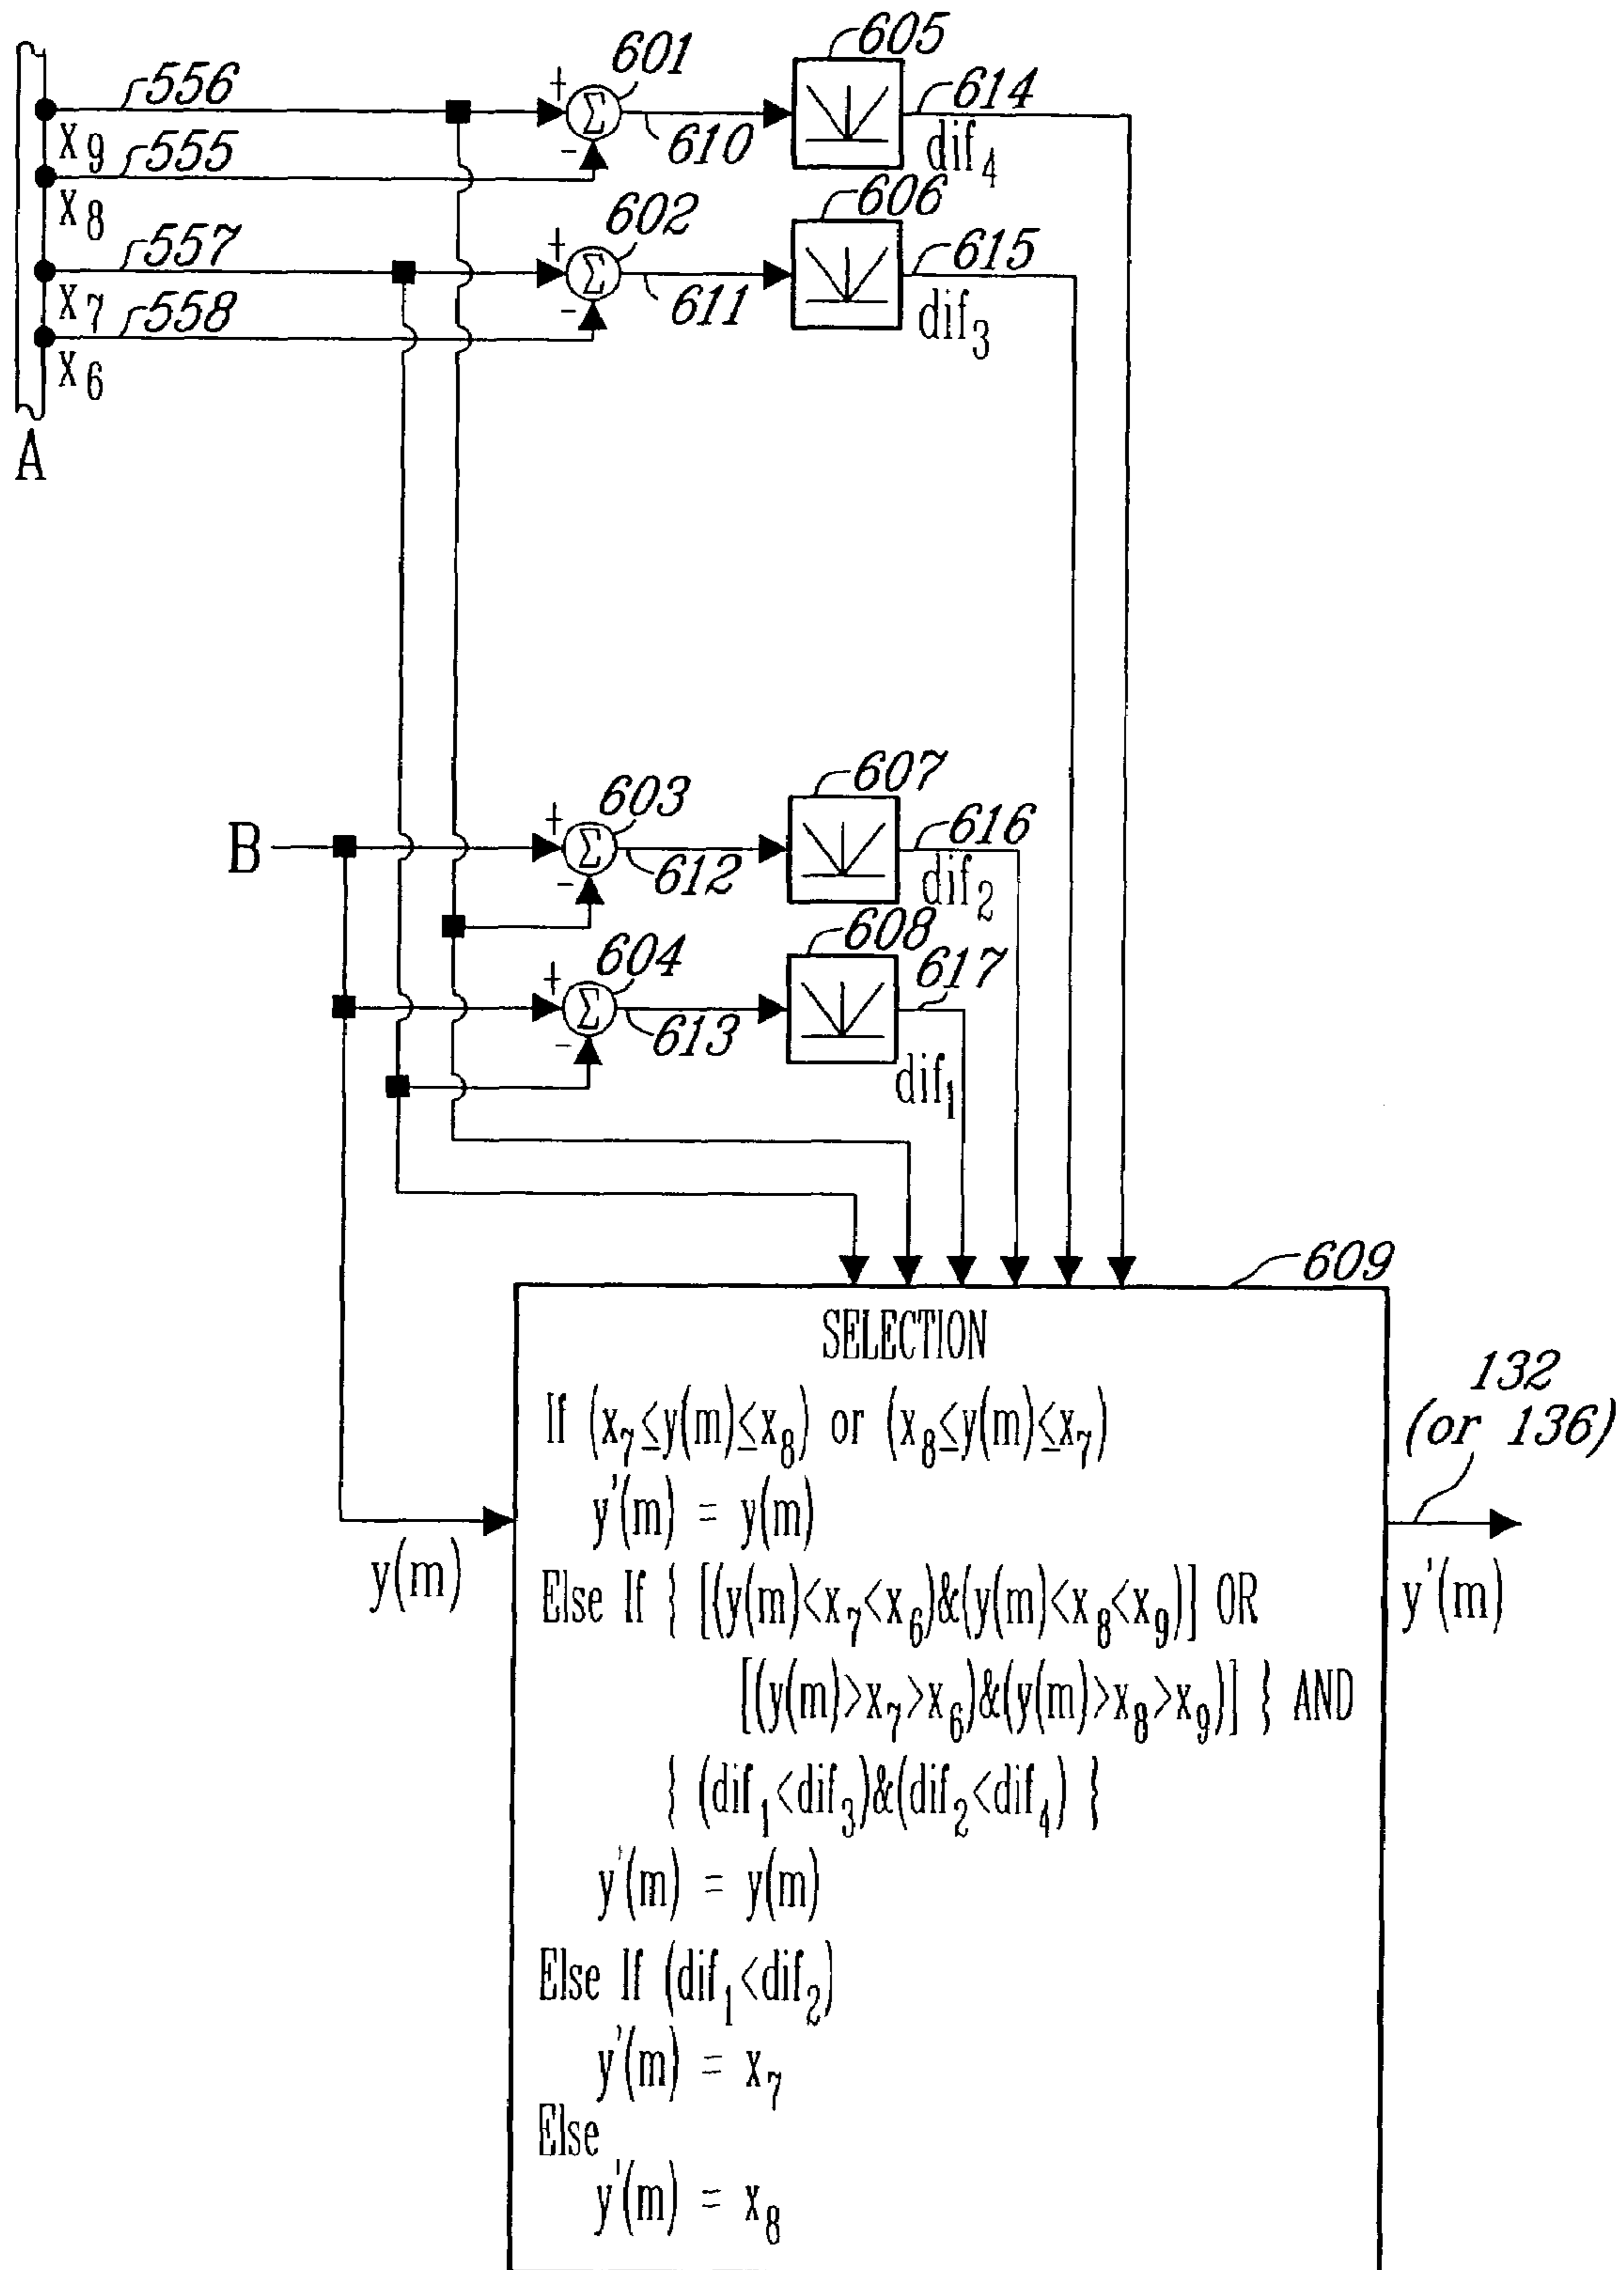 601
605
556
614
+
Σ
-
610
dif4
x9
555
x8
602
606
557
615
+
Σ
-
611
dif3
x7
558
x6
A
603
607
616
B
+
Σ
-
612
dif2
604
608
617
+
Σ
-
613
dif1
609
SELECTION
If (x7≤y(m)≤x8) or (x8≤y(m)≤x7)
y'(m) = y(m)
Else If { [(y(m)<x7<x6)&(y(m)<x8<x9)] OR
[(y(m)>x7>x6)&(y(m)>x8>x9)] } AND
{ (dif1<dif3)&(dif2<dif4) }
y'(m) = y(m)
Else If (dif1<dif2)
y'(m) = x7
Else
y'(m) = x8
y(m)
132
(or 136)
y'(m)